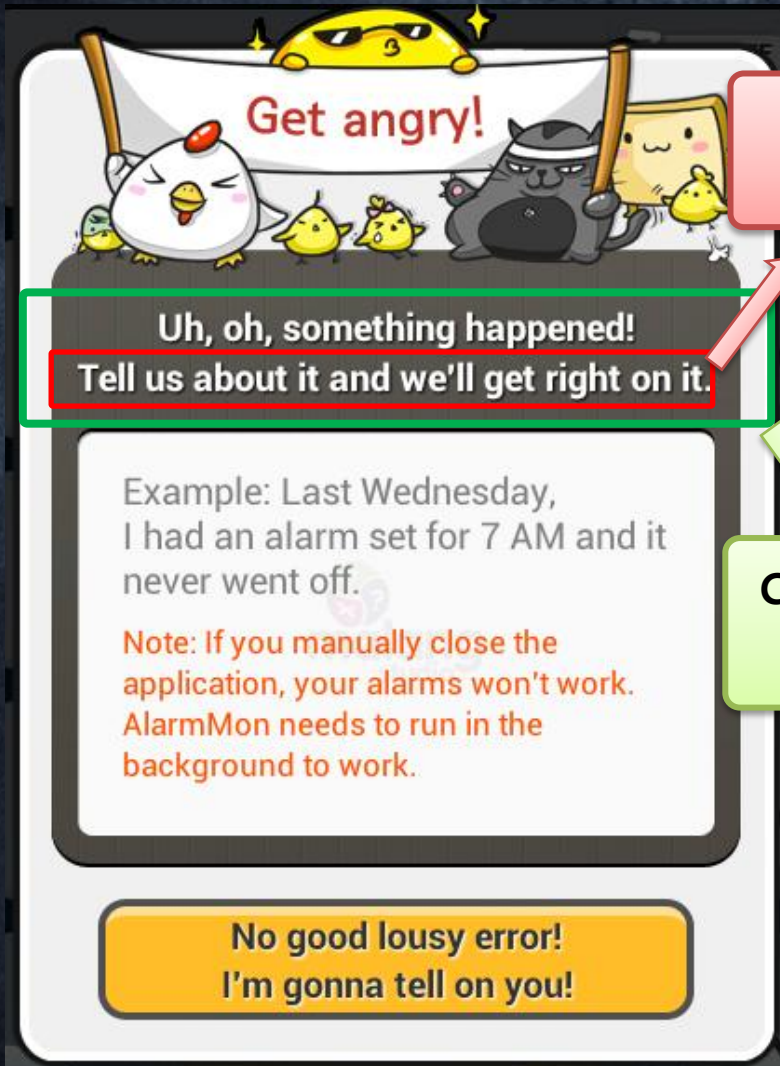 Get angry!
Uh, oh, something happened!
Tell us about it and we'll get right on it.
Example: Last Wednesday,
I had an alarm set for 7 AM and it
never went off.
Note: If you manually close the
application, your alarms won't work.
AlarmMon needs to run in the
background to work.
No good lousy error!
I'm gonna tell on you!